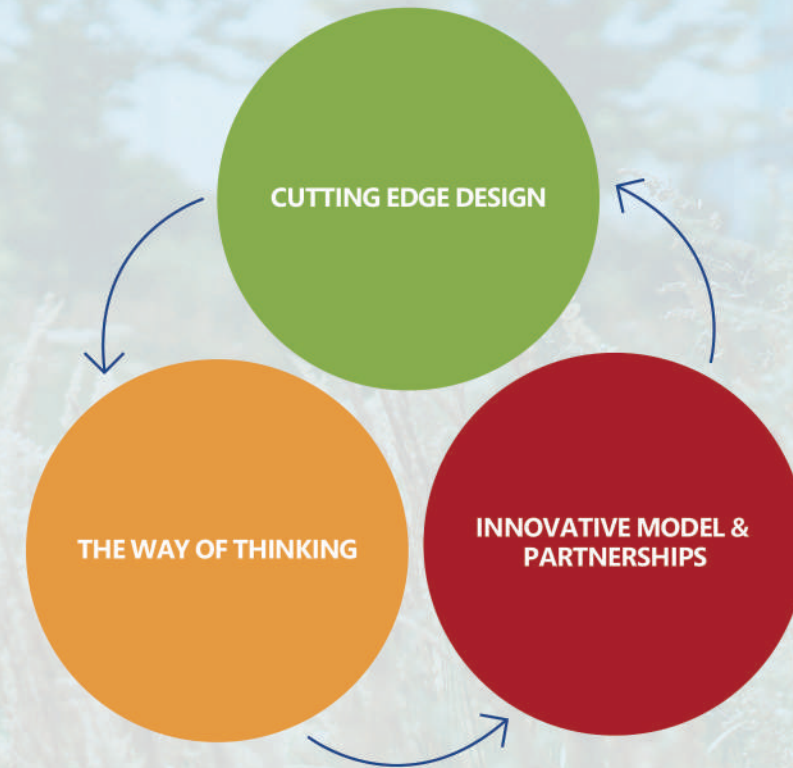 CUTTING EDGE DESIGN
THE WAY OF THINKING
INNOVATIVE MODEL &
PARTNERSHIPS